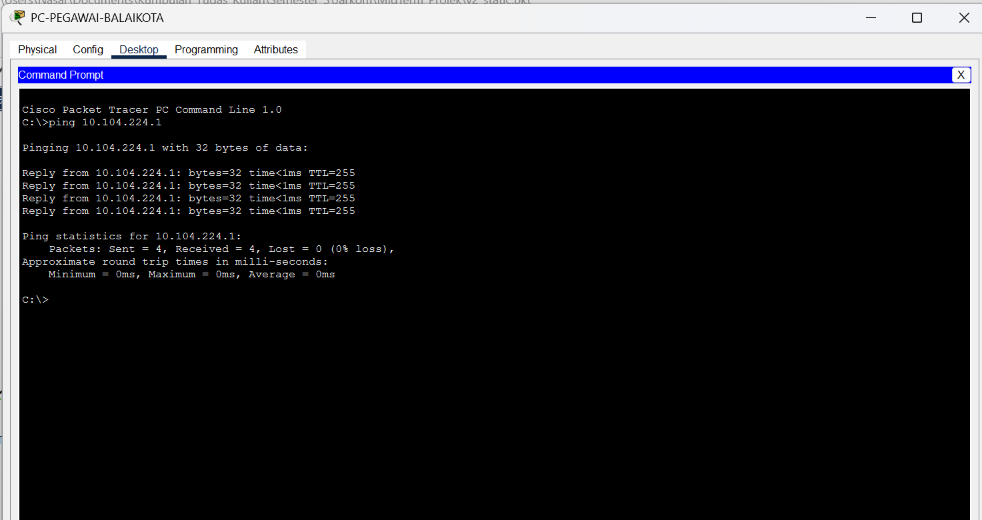 PC-PEGAWAI-BALAIKOTA
Physical Config Desktop Programming Attributes
Command Prompt
X
Cisco Packet Tracer PC Command Line 1.0
C:\>ping 10.104.224.1
Pinging 10.104.224.1 with 32 bytes of data:
Reply from 10.104.224.1: bytes=32 time<1ms TTL=255
Reply from 10.104.224.1: bytes=32 time<1ms TTL=255
Reply from 10.104.224.1: bytes=32 time<1ms TTL=255
Reply from 10.104.224.1: bytes=32 time<1ms TTL=255
Ping statistics for 10.104.224.1:
Packets: Sent = 4, Received = 4, Lost = 0 (0% loss),
Approximate round trip times in milli-seconds:
Minimum = 0ms, Maximum = 0ms, Average = 0ms
C:\>